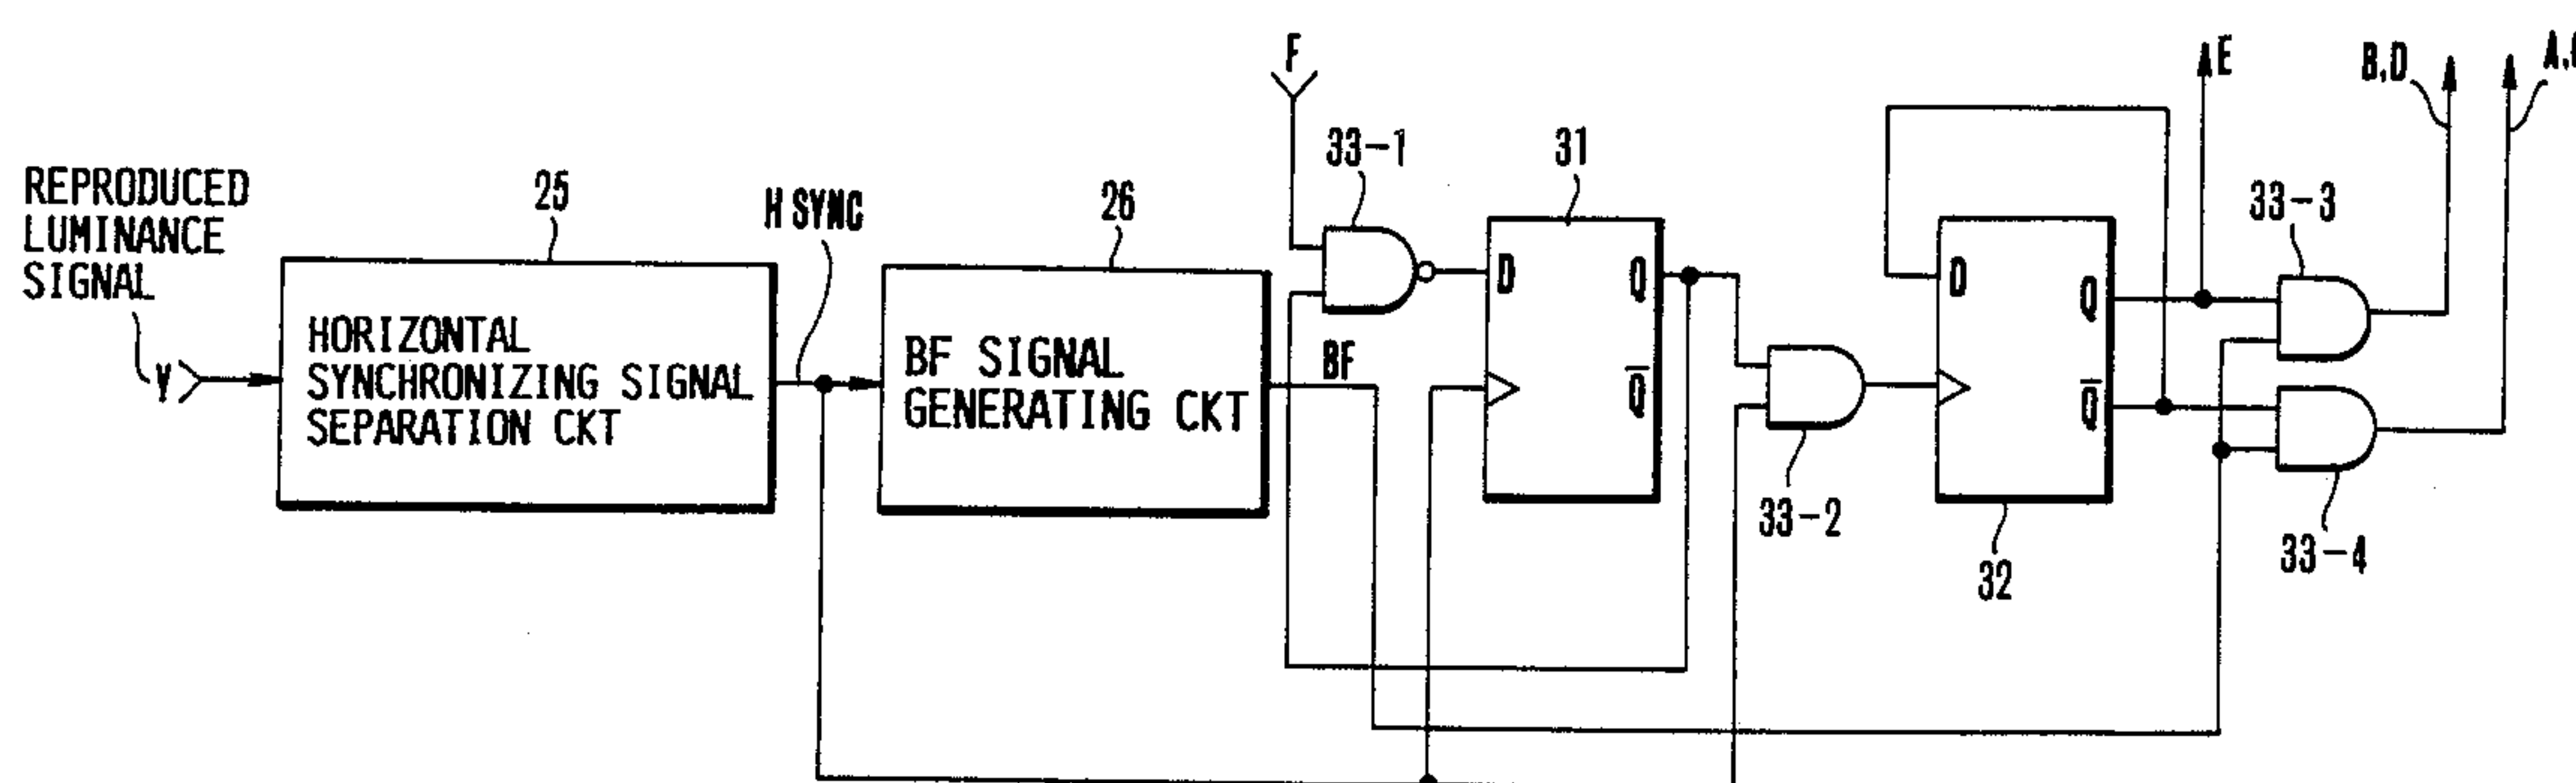 REPRODUCED
LUMINANCE
SIGNAL
Y
25
HORIZONTAL
SYNCHRONIZING SIGNAL
SEPARATION CKT
H SYNC
26
BF SIGNAL
GENERATING CKT
BF
F
33-1
31
D
Q
Q̅
33-2
32
D
Q
Q̅
E
33-3
33-4
B,D